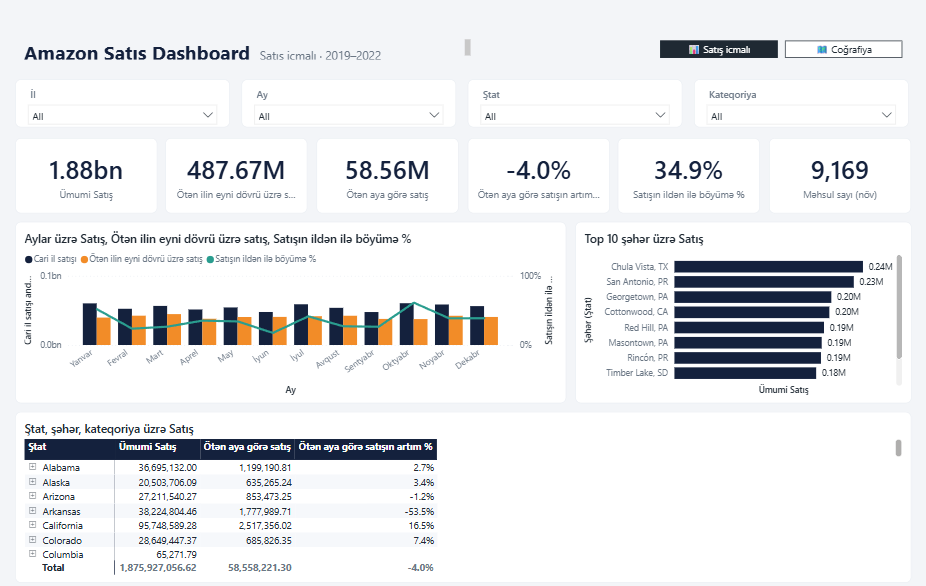 Amazon Satıs Dashboard Satıs icmalı · 2019–2022
Satış icmalı
Coğrafiya
İl
All
Ay
All
Ştat
All
Kateqoriya
All
1.88bn
Ümumi Satış
487.67M
Ötən ilin eyni dövrü üzrə s...
58.56M
Ötən aya görə satış
-4.0%
Ötən aya görə satışın artım...
34.9%
Satışın ildən ilə böyümə %
9,169
Məhsul sayı (növ)
Aylar üzrə Satış, Ötən ilin eyni dövrü üzrə satış, Satışın ildən ilə böyümə %
Cari il satışı Ötən ilin eyni dövrü üzrə satış Satışın ildən ilə böyümə %
Cari il satışı and...
0.1bn
0.0bn
100%
0%
Satışın ildən ilə ...
Yanvar
Fevral
Mart
Aprel
May
İyun
İyul
Avqust
Sentyabr
Oktyabr
Noyabr
Dekabr
Ay
Top 10 şəhər üzrə Satış
Şəhər (Ştat)
Chula Vista, TX 0.24M
San Antonio, PR 0.23M
Georgetown, PA 0.20M
Cottonwood, CA 0.20M
Red Hill, PA 0.19M
Masontown, PA 0.19M
Rincón, PR 0.19M
Timber Lake, SD 0.18M
Ümumi Satış
Ştat, şəhər, kateqoriya üzrə Satış
Ştat Ümumi Satış Ötən aya görə satış Ötən aya görə satışın artım %
Alabama 36,695,132.00 1,199,190.81 2.7%
Alaska 20,503,706.09 635,265.24 3.4%
Arizona 27,211,540.27 853,473.25 -1.2%
Arkansas 38,224,804.46 1,777,989.71 -53.5%
California 95,748,589.28 2,517,356.02 16.5%
Colorado 28,649,447.37 685,826.35 7.4%
Columbia 65,271.79
Total 1,875,927,056.62 58,558,221.30 -4.0%